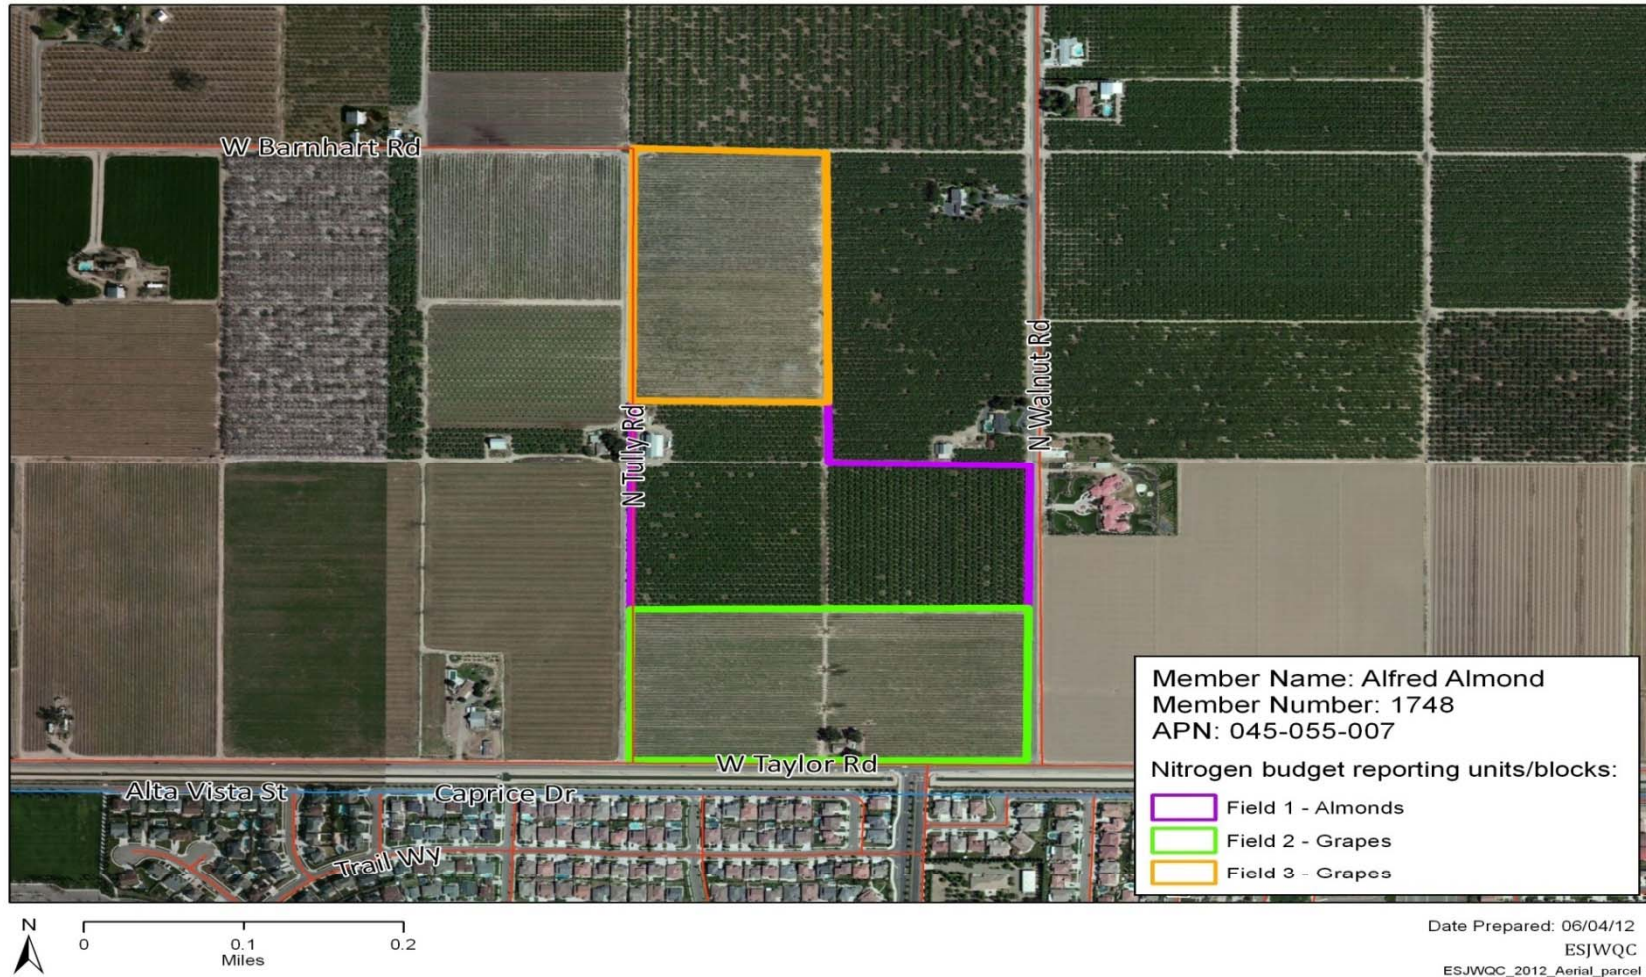 W Barnhart Rd
N Tully Rd
N Walnut Rd
W Taylor Rd
Alta Vista St
Caprice Dr
Trail Wy
Member Name: Alfred Almond
Member Number: 1748
APN: 045-055-007
Nitrogen budget reporting units/blocks:
Field 1 - Almonds
Field 2 - Grapes
Field 3 - Grapes
N
0 0.1 0.2
Miles
Date Prepared: 06/04/12
ESJWQC
ESJWQC_2012_Aerial_parcel